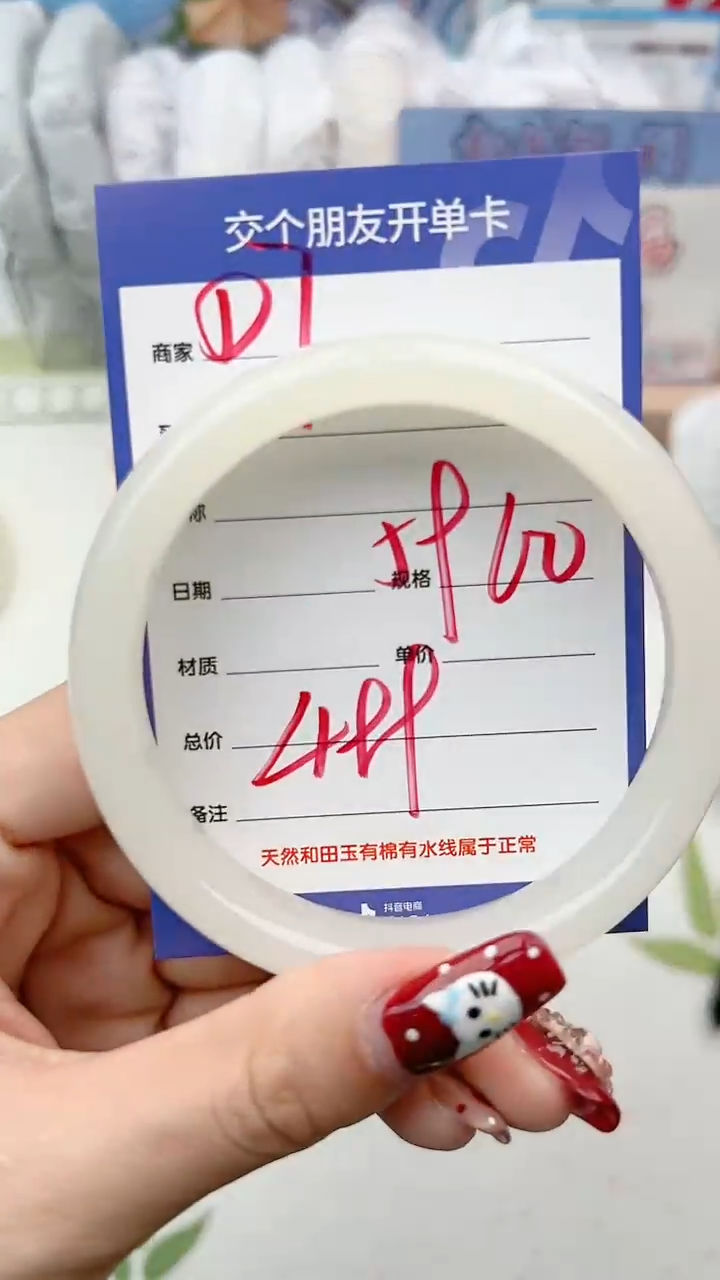 交个朋友开单卡
商家 D7
称
日期 规格 59 60
材质 单价
总价 499
备注
天然和田玉有棉有水线属于正常
抖音电商